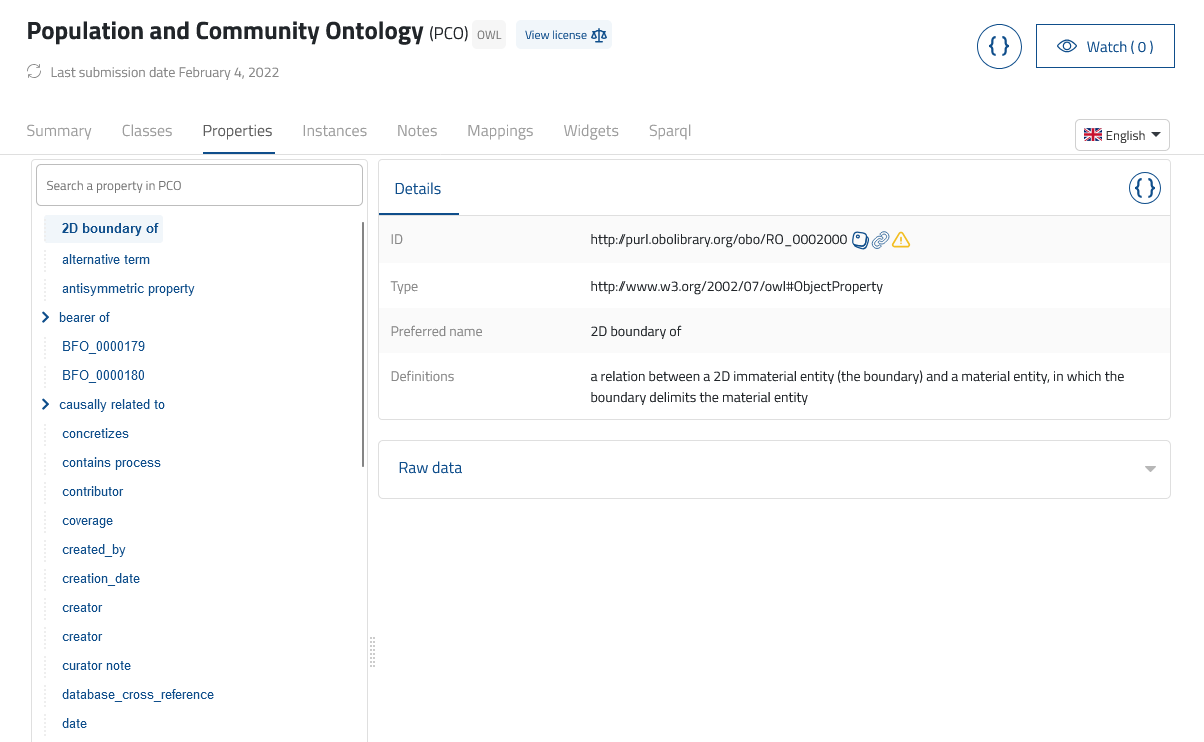 Population and Community Ontology (PCO) OWL View license
Last submission date February 4, 2022
{ } Watch ( 0 )
Summary Classes Properties Instances Notes Mappings Widgets Sparql
English
Search a property in PCO
2D boundary of
alternative term
antisymmetric property
bearer of
BFO_0000179
BFO_0000180
causally related to
concretizes
contains process
contributor
coverage
created_by
creation_date
creator
creator
curator note
database_cross_reference
date
Details { }
ID http://purl.obolibrary.org/obo/RO_0002000
Type http://www.w3.org/2002/07/owl#ObjectProperty
Preferred name 2D boundary of
Definitions a relation between a 2D immaterial entity (the boundary) and a material entity, in which the
boundary delimits the material entity
Raw data